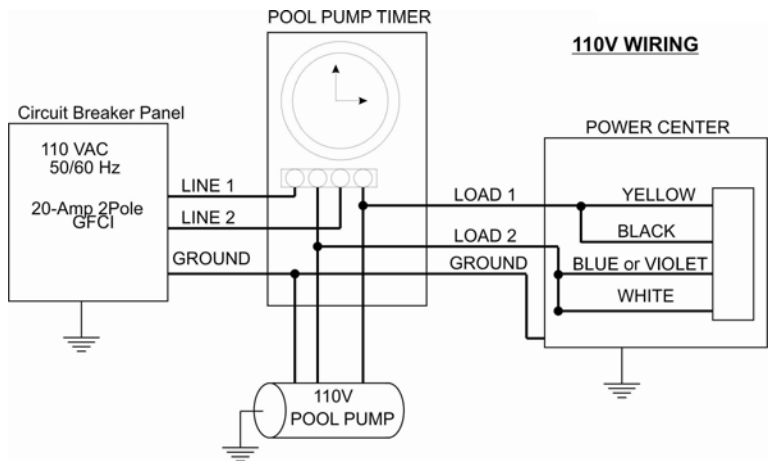 POOL PUMP TIMER
110V WIRING
Circuit Breaker Panel
110 VAC
50/60 Hz
20-Amp 2Pole
GFCI
LINE 1
LINE 2
GROUND
POWER CENTER
LOAD 1
LOAD 2
GROUND
YELLOW
BLACK
BLUE or VIOLET
WHITE
110V
POOL PUMP